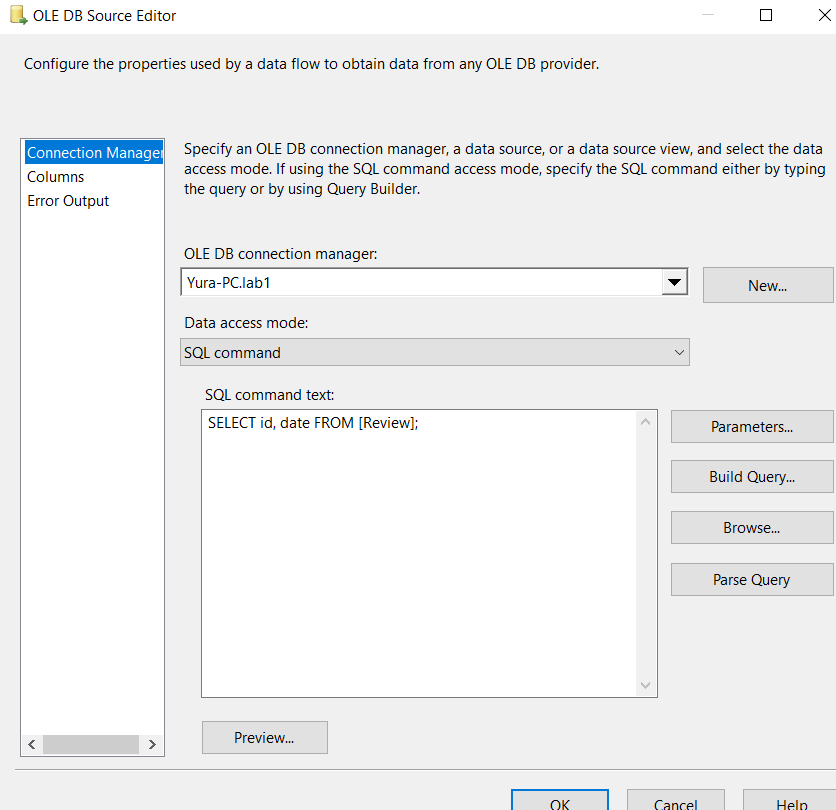 OLE DB Source Editor
Configure the properties used by a data flow to obtain data from any OLE DB provider.
Connection Manager
Columns
Error Output
Specify an OLE DB connection manager, a data source, or a data source view, and select the data
access mode. If using the SQL command access mode, specify the SQL command either by typing
the query or by using Query Builder.
OLE DB connection manager:
Yura-PC.lab1
New...
Data access mode:
SQL command
SQL command text:
SELECT id, date FROM [Review];
Parameters...
Build Query...
Browse...
Parse Query
Preview...
OK
Cancel
Help